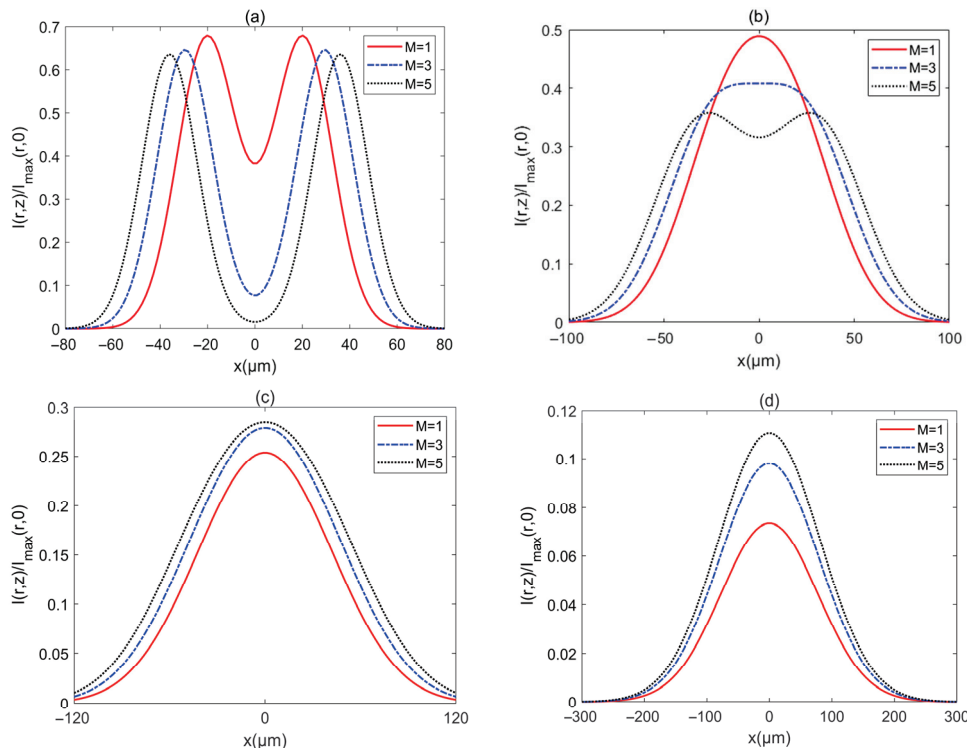 (a)
0.7
0.6
0.5
0.4
0.3
0.2
0.1
0
I(r,z)/I_max(r,0)
M=1
M=3
M=5
–80 –60 –40 –20 0 20 40 60 80
x(μm)
(b)
0.5
0.4
0.3
0.2
0.1
0
I(r,z)/I_max(r,0)
M=1
M=3
M=5
–100 –50 0 50 100
x(μm)
(c)
0.3
0.25
0.2
0.15
0.1
0.05
0
I(r,z)/I_max(r,0)
M=1
M=3
M=5
–120 0 120
x(μm)
(d)
0.12
0.1
0.08
0.06
0.04
0.02
0
I(r,z)/I_max(r,0)
M=1
M=3
M=5
–300 –200 –100 0 100 200 300
x(μm)